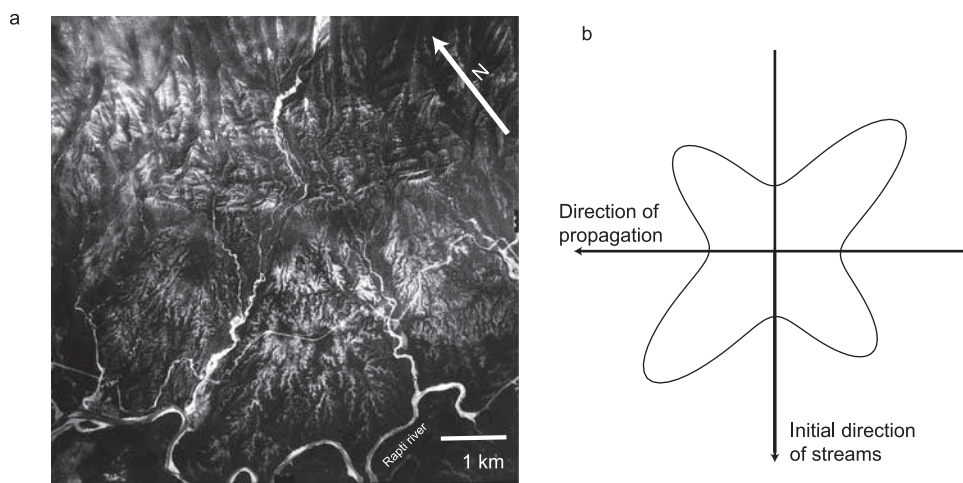 a
N
Rapti river
1 km
b
Direction of
propagation
Initial direction
of streams